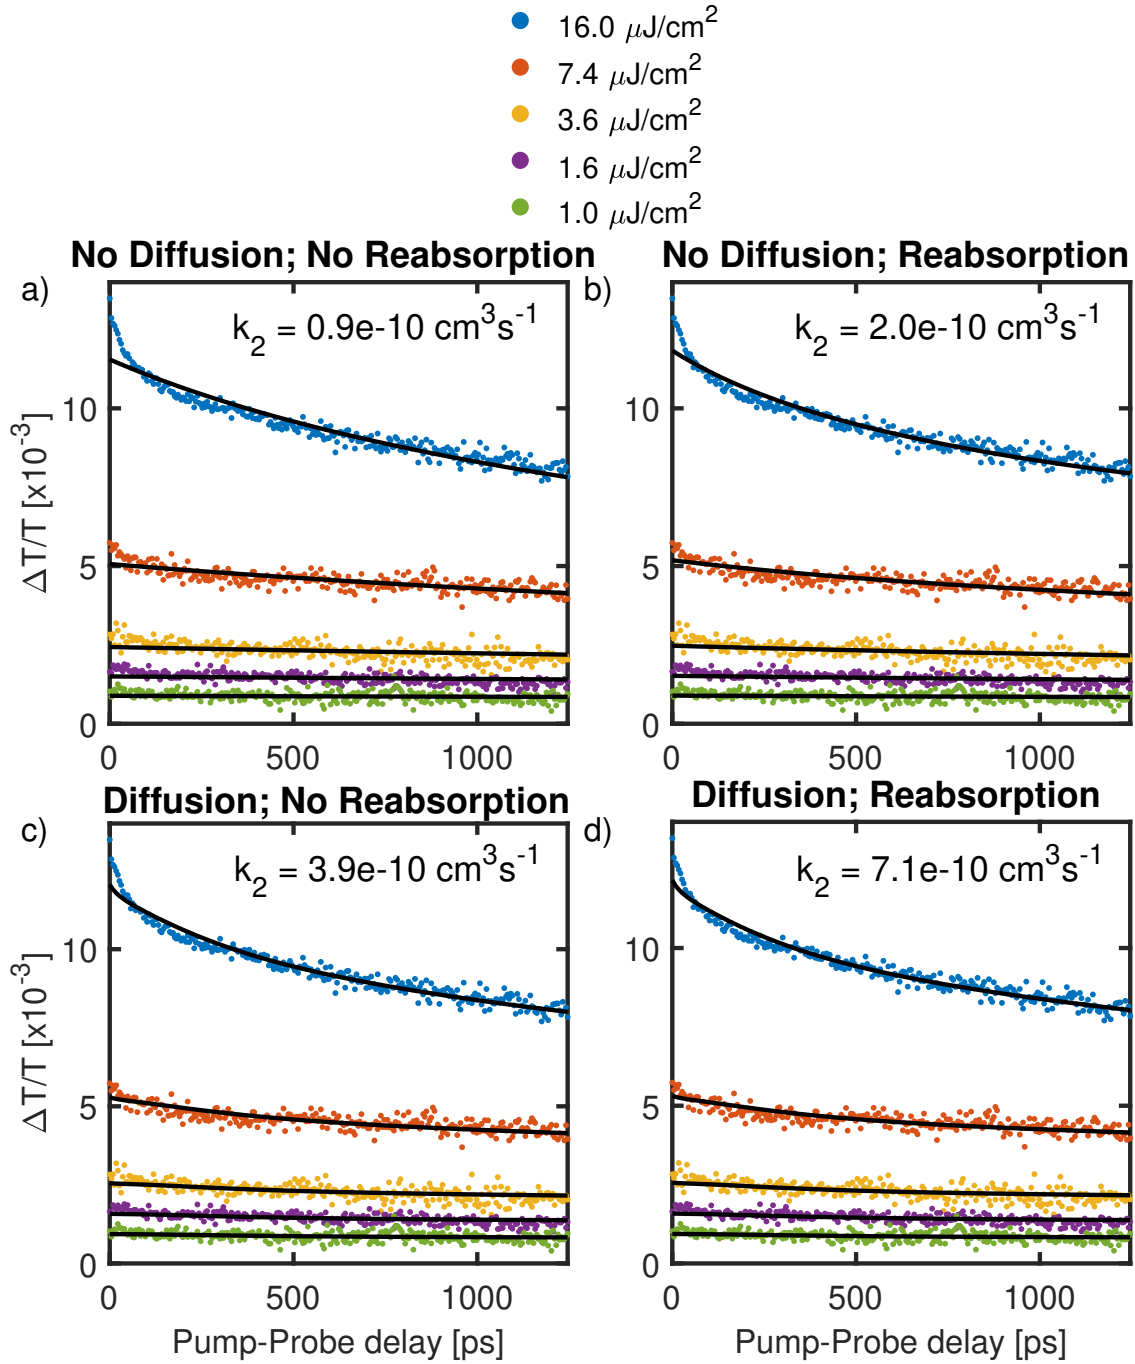 16.0 μJ/cm²
7.4 μJ/cm²
3.6 μJ/cm²
1.6 μJ/cm²
1.0 μJ/cm²
No Diffusion; No Reabsorption
a)
k₂ = 0.9e-10 cm³s⁻¹
ΔT/T [x10⁻³]
10
5
0
0 500 1000
No Diffusion; Reabsorption
b)
k₂ = 2.0e-10 cm³s⁻¹
10
5
0
0 500 1000
Diffusion; No Reabsorption
c)
k₂ = 3.9e-10 cm³s⁻¹
ΔT/T [x10⁻³]
10
5
0
0 500 1000
Pump-Probe delay [ps]
Diffusion; Reabsorption
d)
k₂ = 7.1e-10 cm³s⁻¹
10
5
0
0 500 1000
Pump-Probe delay [ps]